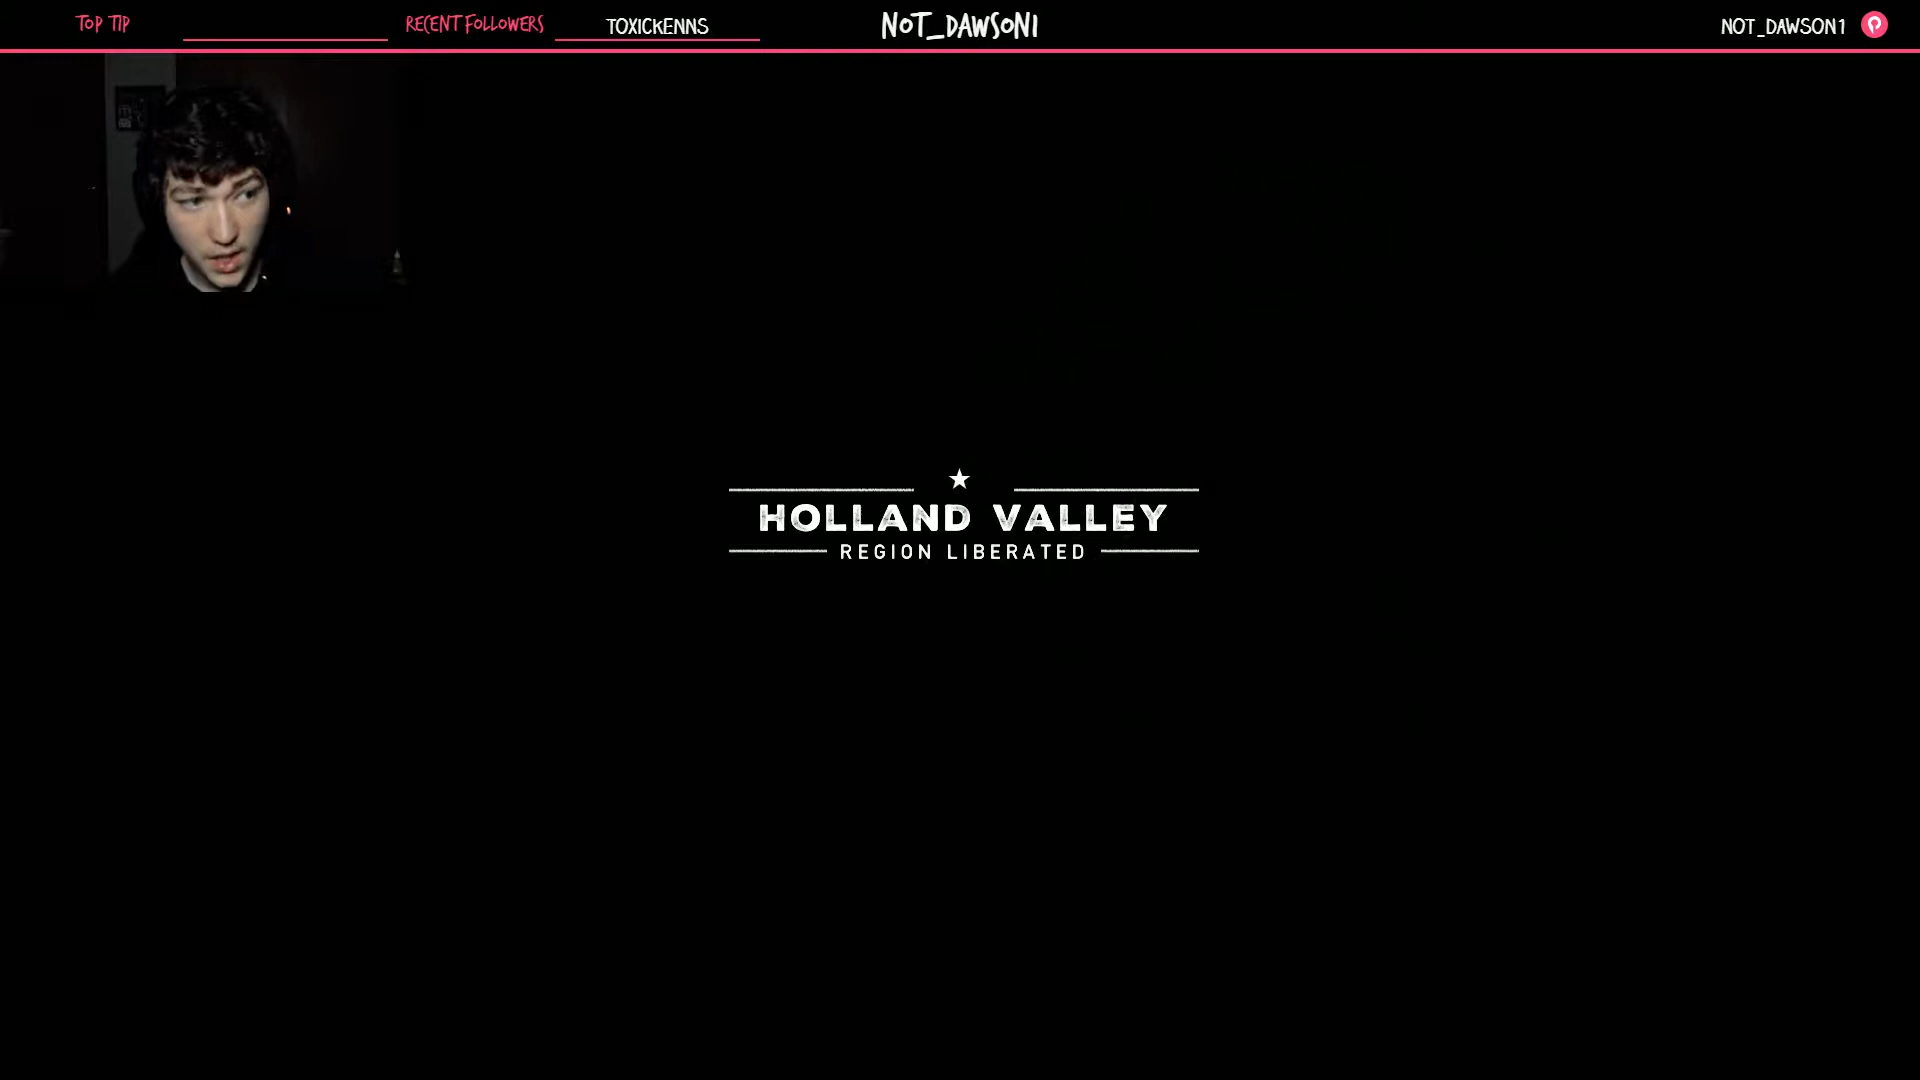 TOP TIP
RECENT FOLLOWERS
TOXICKENNS
NOT_DAWSON1
NOT_DAWSON1
HOLLAND VALLEY
REGION LIBERATED